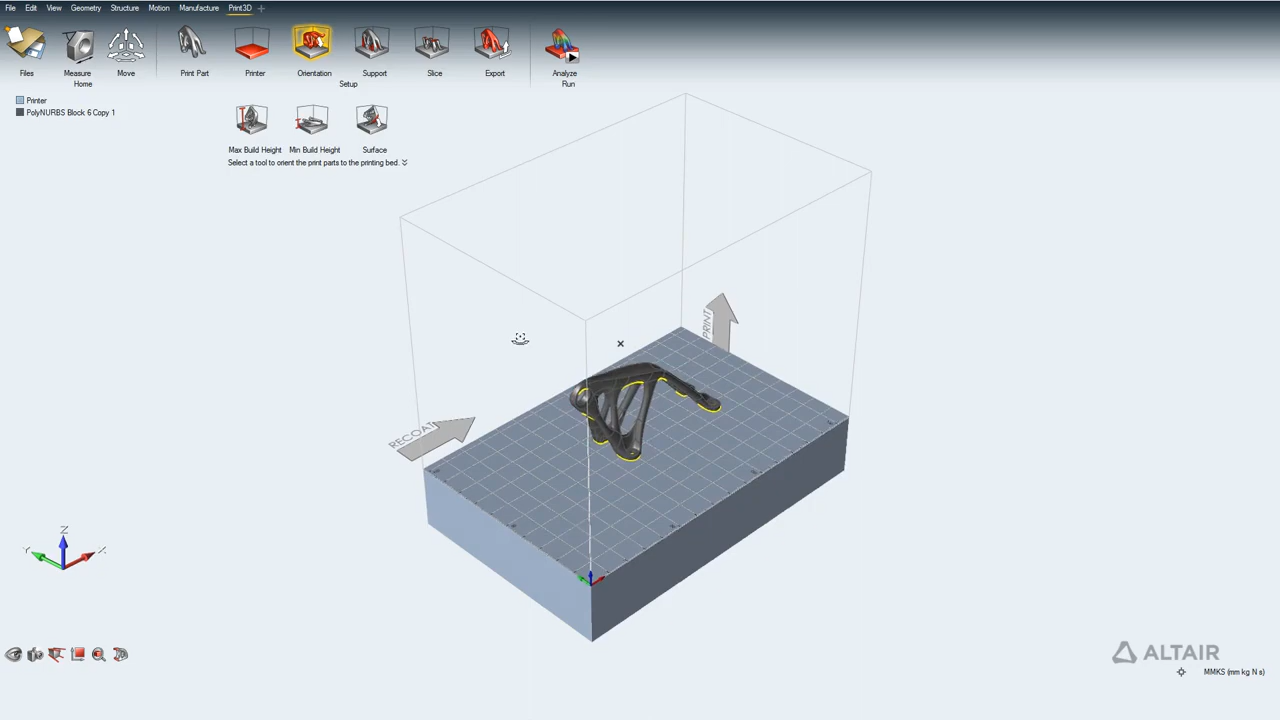 File Edit View Geometry Structure Motion Manufacture Print3D +
Files Measure Move Print Part Printer Orientation Support Slice Export Analyze
Home Setup Run
Printer
PolyNURBS Block 6 Copy 1
Max Build Height Min Build Height Surface
Select a tool to orient the print parts to the printing bed.
PRINT
RECOAT
Z
Y X
ALTAIR
MMKS (mm kg N s)